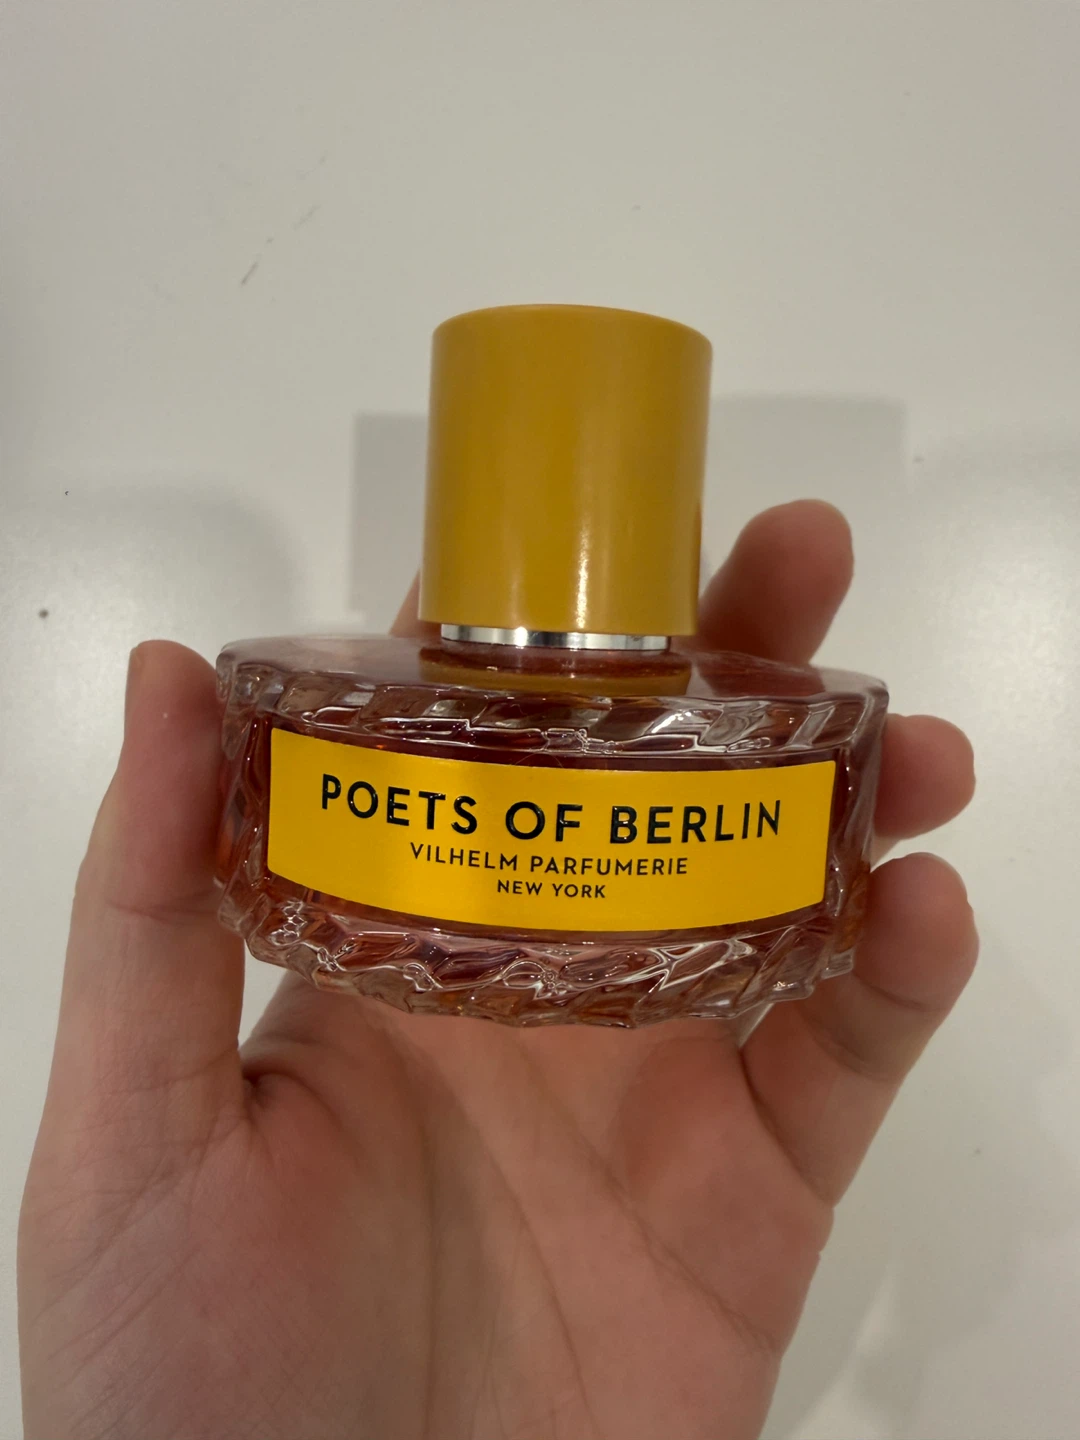 POETS OF BERLIN
VILHELM PARFUMERIE
NEW YORK